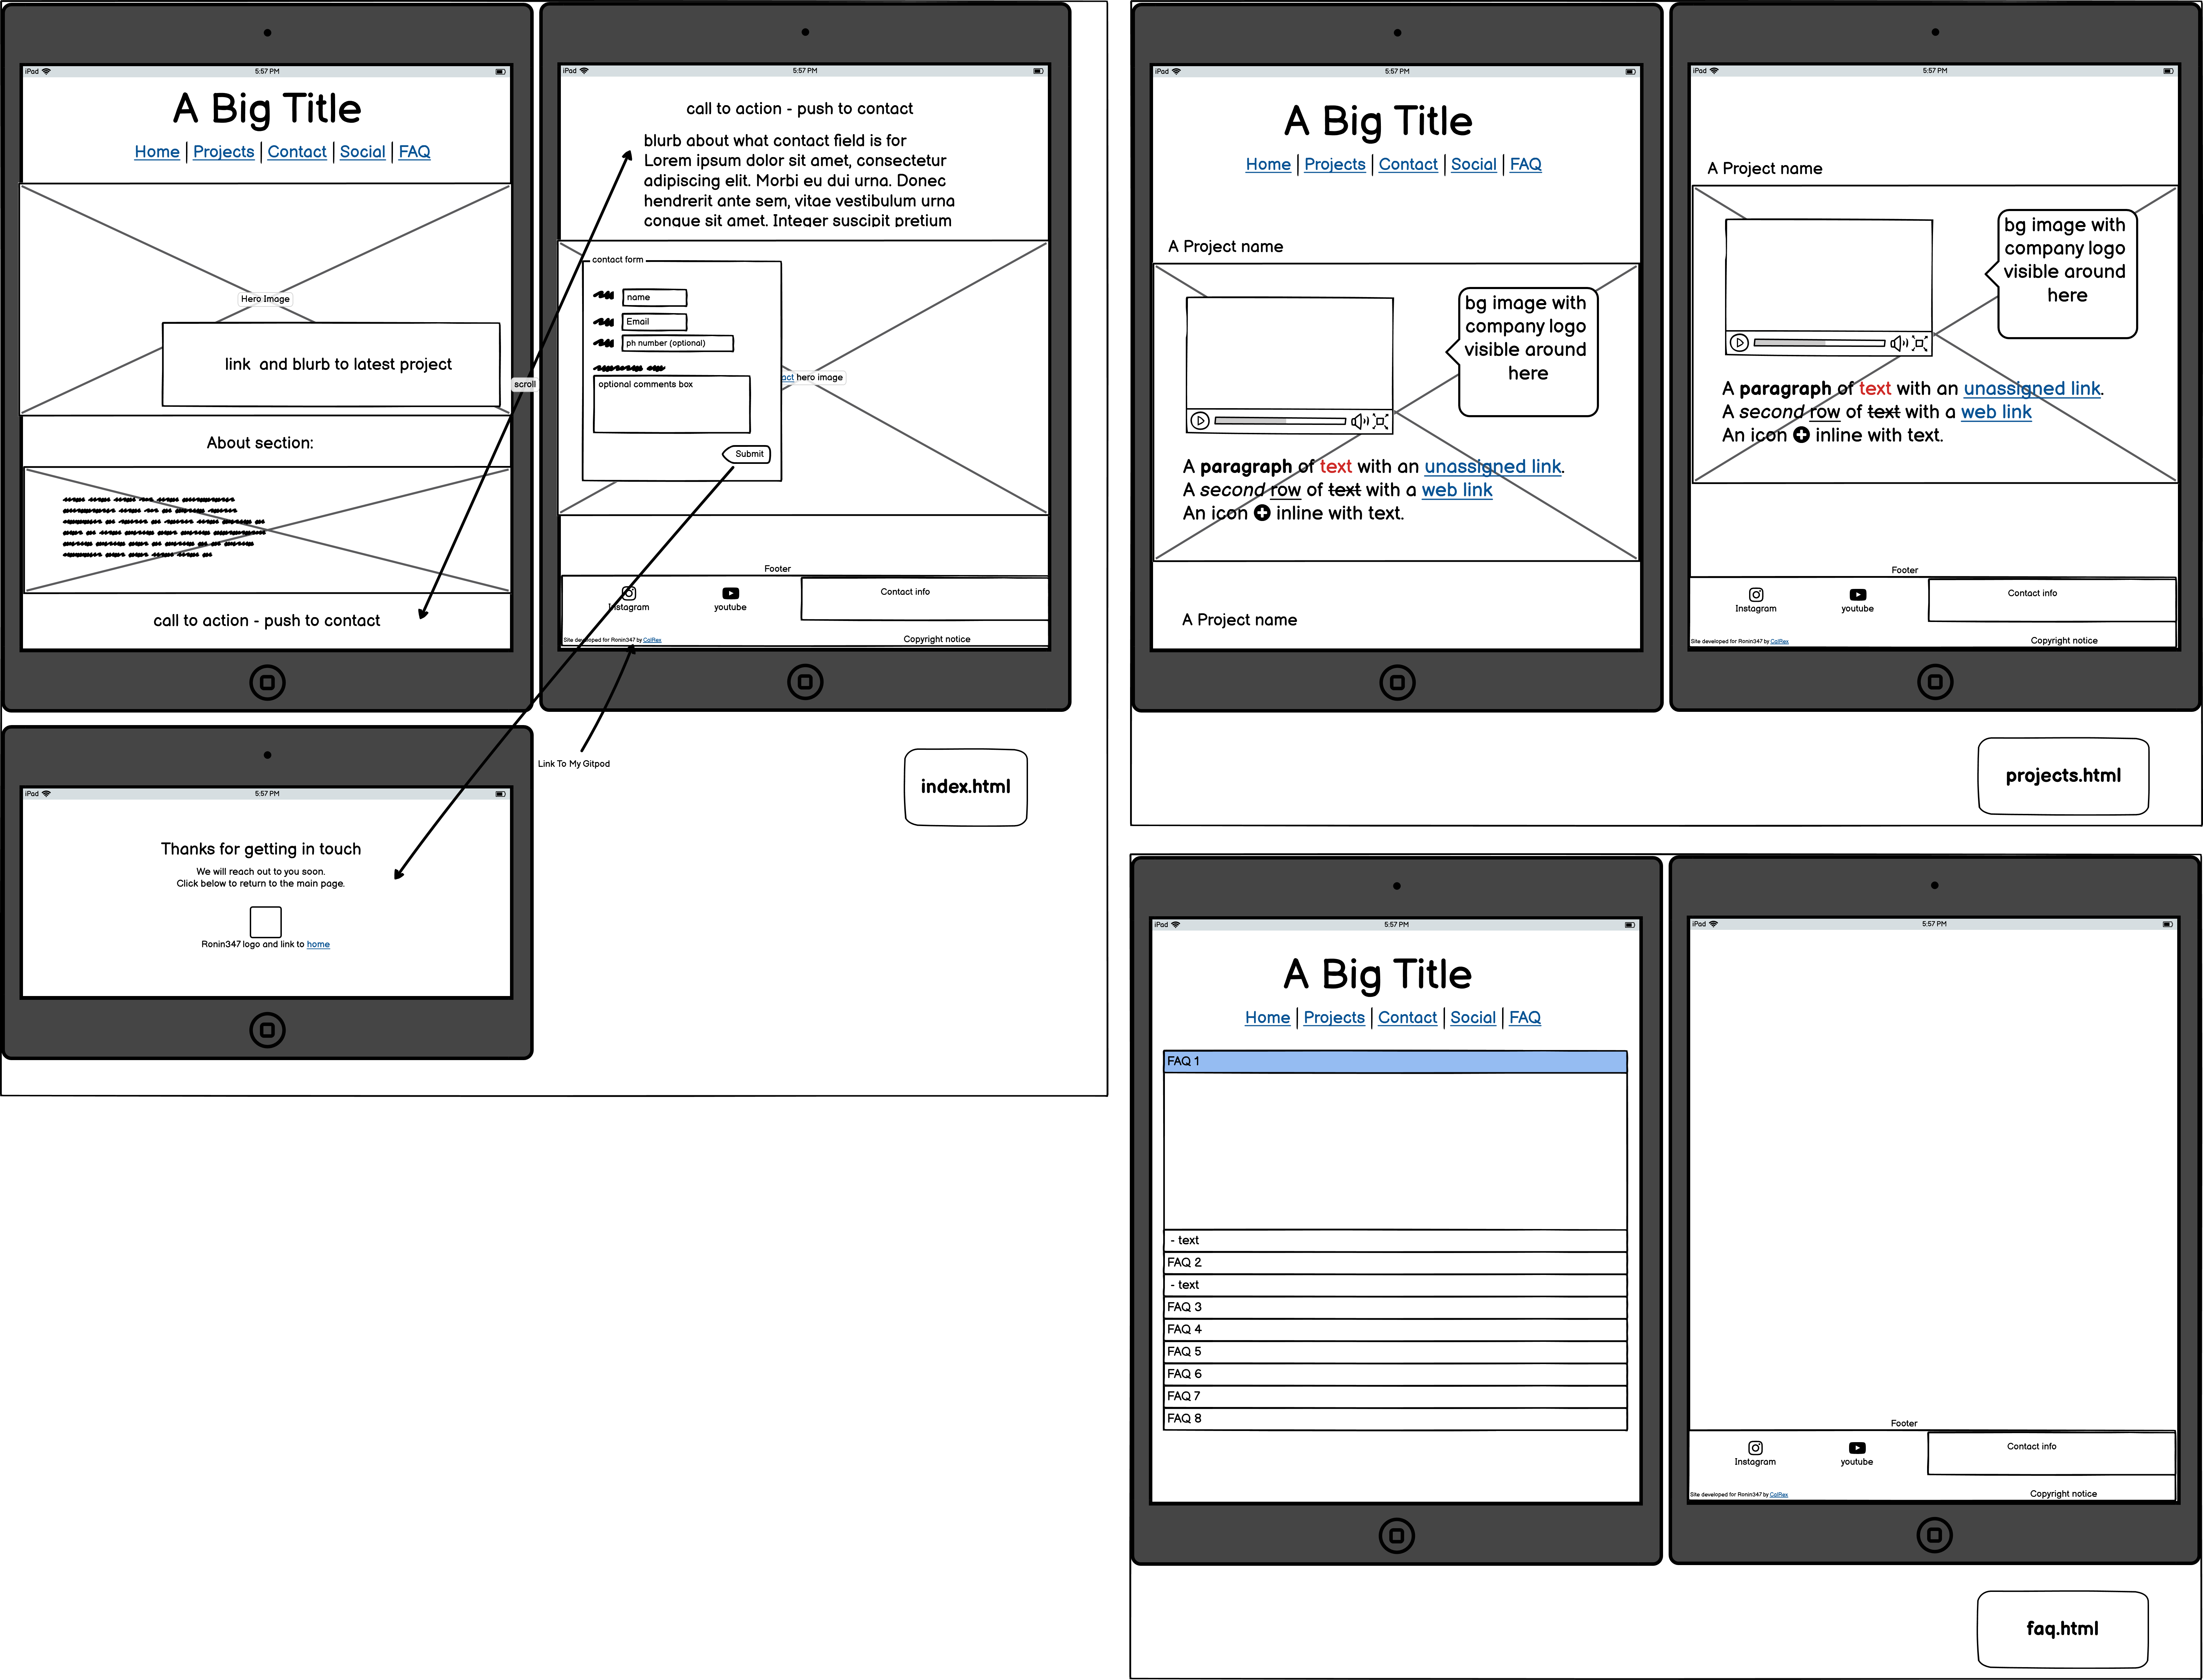 iPad
5:57 PM
A Big Title
Home | Projects | Contact | Social | FAQ
Hero Image
link and blurb to latest project
About section:
call to action - push to contact
scroll
iPad
5:57 PM
call to action - push to contact
blurb about what contact field is for
Lorem ipsum dolor sit amet, consectetur
adipiscing elit. Morbi eu dui urna. Donec
hendrerit ante sem, vitae vestibulum urna
congue sit amet. Integer suscipit pretium
contact form
name
Email
ph number (optional)
optional comments box
Submit
act hero image
Footer
Instagram
youtube
Contact info
Site developed for Ronin347 by CalRex
Copyright notice
Link To My Gitpod
index.html
iPad
5:57 PM
Thanks for getting in touch
We will reach out to you soon.
Click below to return to the main page.
Ronin347 logo and link to home
iPad
5:57 PM
A Big Title
Home | Projects | Contact | Social | FAQ
A Project name
bg image with
company logo
visible around
here
A paragraph of text with an unassigned link.
A second row of text with a web link
An icon inline with text.
A Project name
iPad
5:57 PM
A Project name
bg image with
company logo
visible around
here
A paragraph of text with an unassigned link.
A second row of text with a web link
An icon inline with text.
Footer
Instagram
youtube
Contact info
Site developed for Ronin347 by CalRex
Copyright notice
projects.html
iPad
5:57 PM
A Big Title
Home | Projects | Contact | Social | FAQ
FAQ 1
- text
FAQ 2
- text
FAQ 3
FAQ 4
FAQ 5
FAQ 6
FAQ 7
FAQ 8
iPad
5:57 PM
Footer
Instagram
youtube
Contact info
Site developed for Ronin347 by CalRex
Copyright notice
faq.html